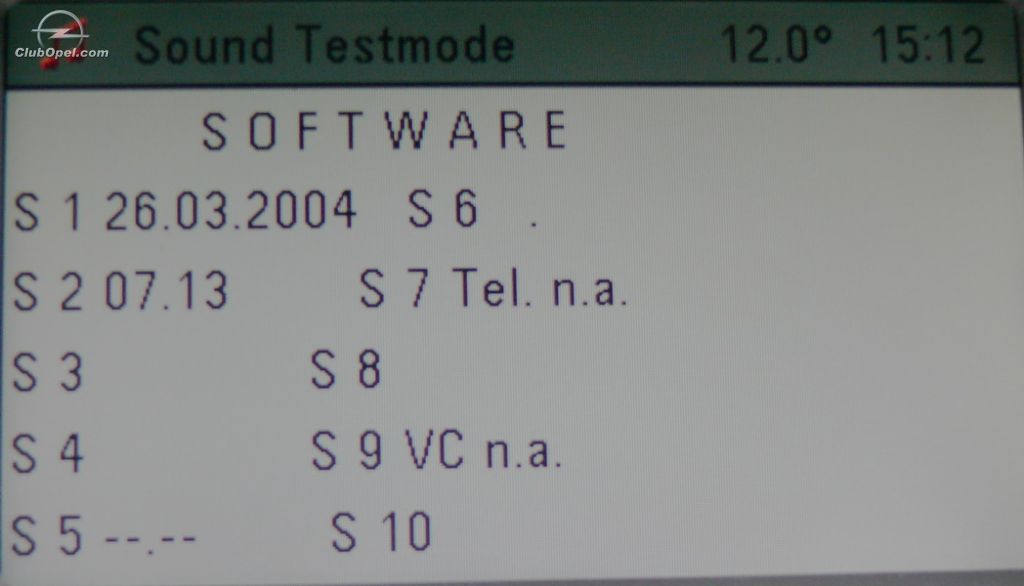 ClubOpel.com
Sound Testmode 12.0° 15:12
S O F T W A R E
S 1 26.03.2004 S 6 .
S 2 07.13 S 7 Tel. n.a.
S 3 S 8
S 4 S 9 VC n.a.
S 5 --.-- S 10